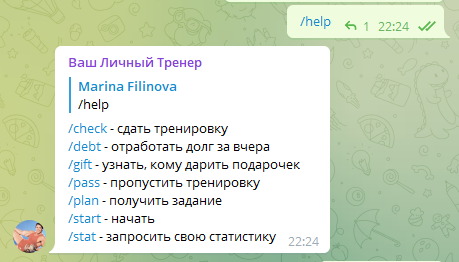 /help 1 22:24
Ваш Личный Тренер
Marina Filinova
/help
/check - сдать тренировку
/debt - отработать долг за вчера
/gift - узнать, кому дарить подарочек
/pass - пропустить тренировку
/plan - получить задание
/start - начать
/stat - запросить свою статистику 22:24